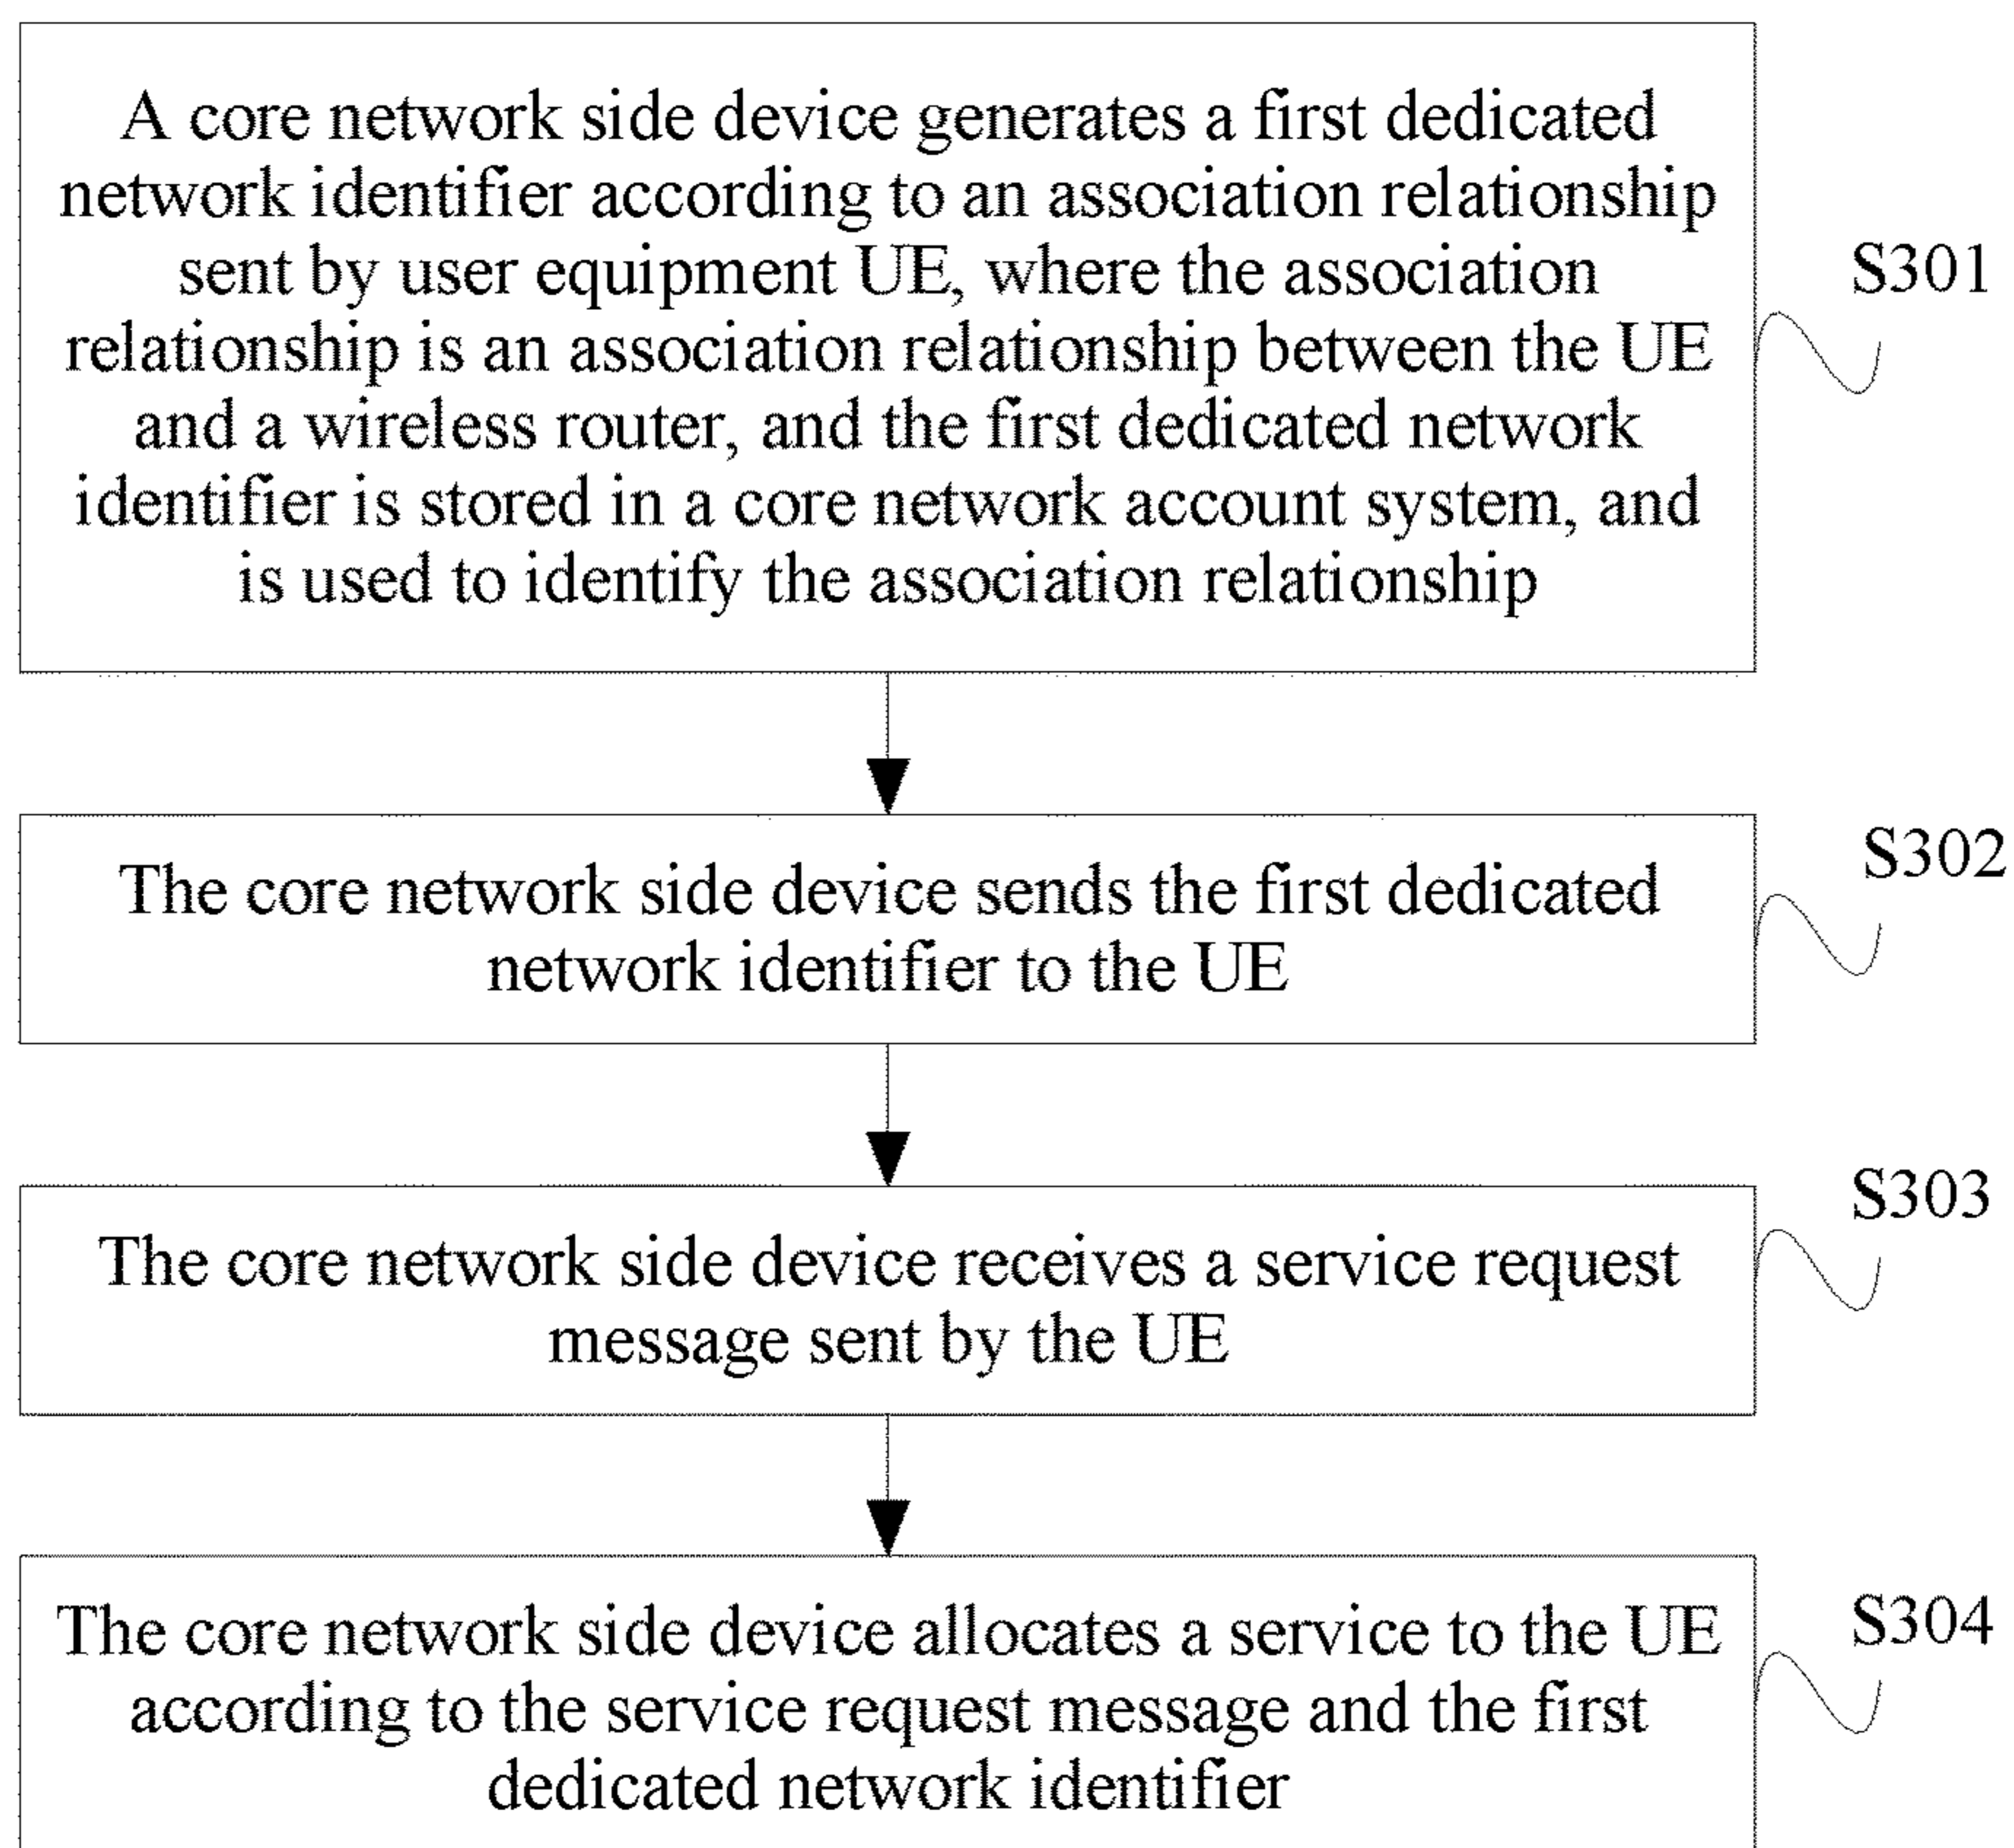 A core network side device generates a first dedicated
network identifier according to an association relationship
sent by user equipment UE, where the association
relationship is an association relationship between the UE
and a wireless router, and the first dedicated network
identifier is stored in a core network account system, and
is used to identify the association relationship
S301
The core network side device sends the first dedicated
network identifier to the UE
S302
The core network side device receives a service request
message sent by the UE
S303
The core network side device allocates a service to the UE
according to the service request message and the first
dedicated network identifier
S304